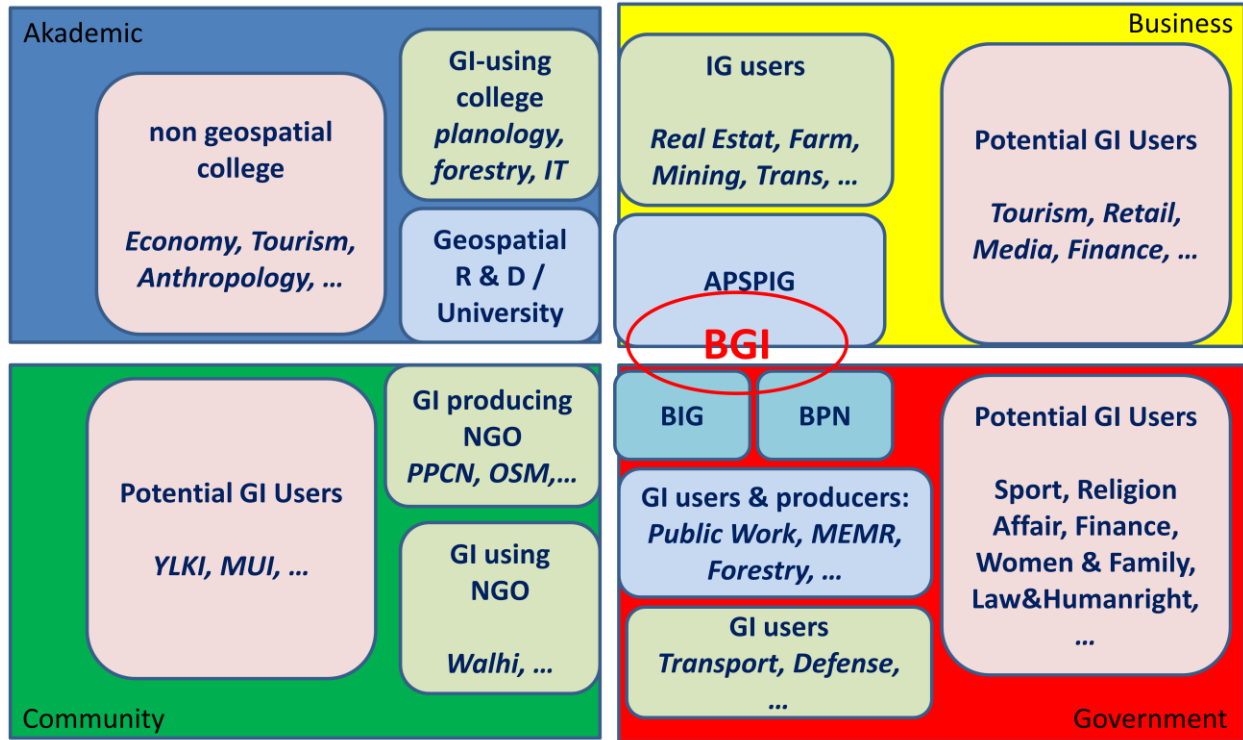 Akademic
non geospatial
college
Economy, Tourism,
Anthropology, ...
GI-using
college
planology,
forestry, IT
Geospatial
R & D /
University
Business
IG users
Real Estat, Farm,
Mining, Trans, ...
APSPIG
Potential GI Users
Tourism, Retail,
Media, Finance, ...
BGI
Potential GI Users
YLKI, MUI, ...
GI producing
NGO
PPCN, OSM,...
GI using
NGO
Walhi, ...
Community
BIG
BPN
GI users & producers:
Public Work, MEMR,
Forestry, ...
GI users
Transport, Defense,
...
Potential GI Users
Sport, Religion
Affair, Finance,
Women & Family,
Law&Humanright,
...
Government